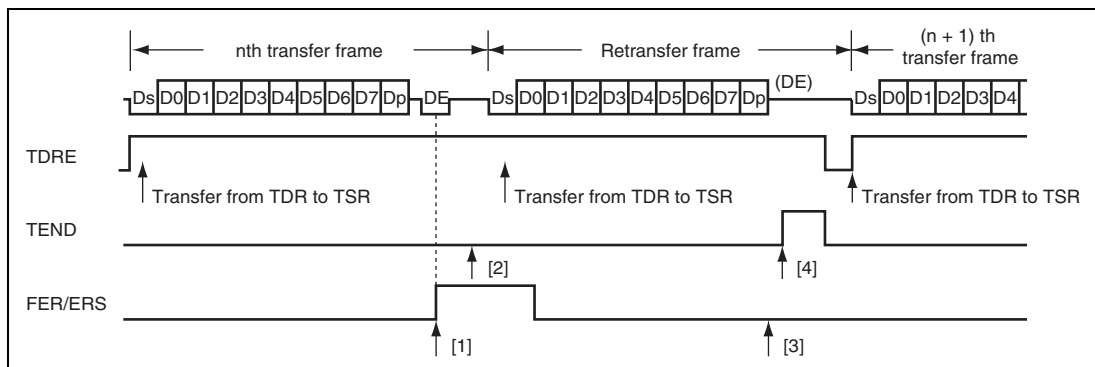 nth transfer frame
Retransfer frame
(n + 1) th
transfer frame
Ds D0 D1 D2 D3 D4 D5 D6 D7 Dp DE
Ds D0 D1 D2 D3 D4 D5 D6 D7 Dp (DE)
Ds D0 D1 D2 D3 D4
TDRE
Transfer from TDR to TSR
Transfer from TDR to TSR
Transfer from TDR to TSR
TEND
[2]
[4]
FER/ERS
[1]
[3]